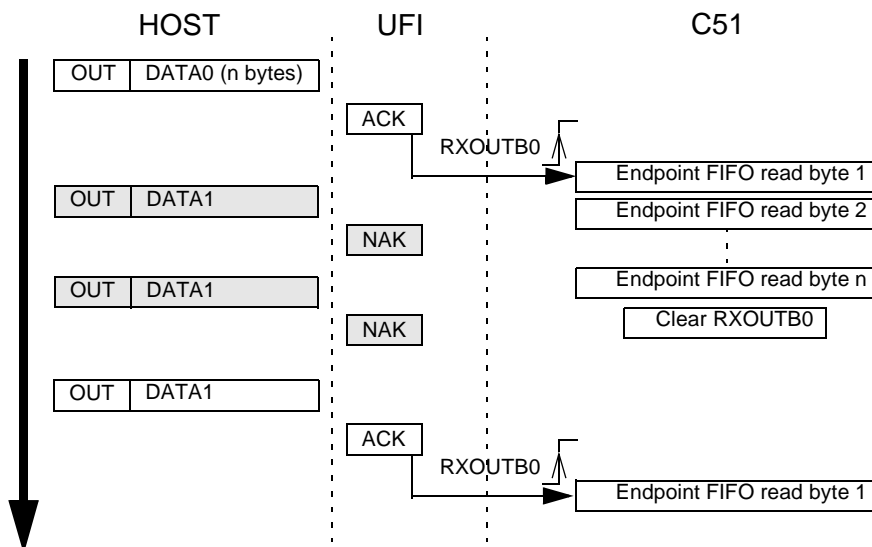 HOST UFI C51
OUT DATA0 (n bytes)
ACK
RXOUTB0
Endpoint FIFO read byte 1
OUT DATA1
Endpoint FIFO read byte 2
NAK
OUT DATA1
Endpoint FIFO read byte n
NAK
Clear RXOUTB0
OUT DATA1
ACK
RXOUTB0
Endpoint FIFO read byte 1